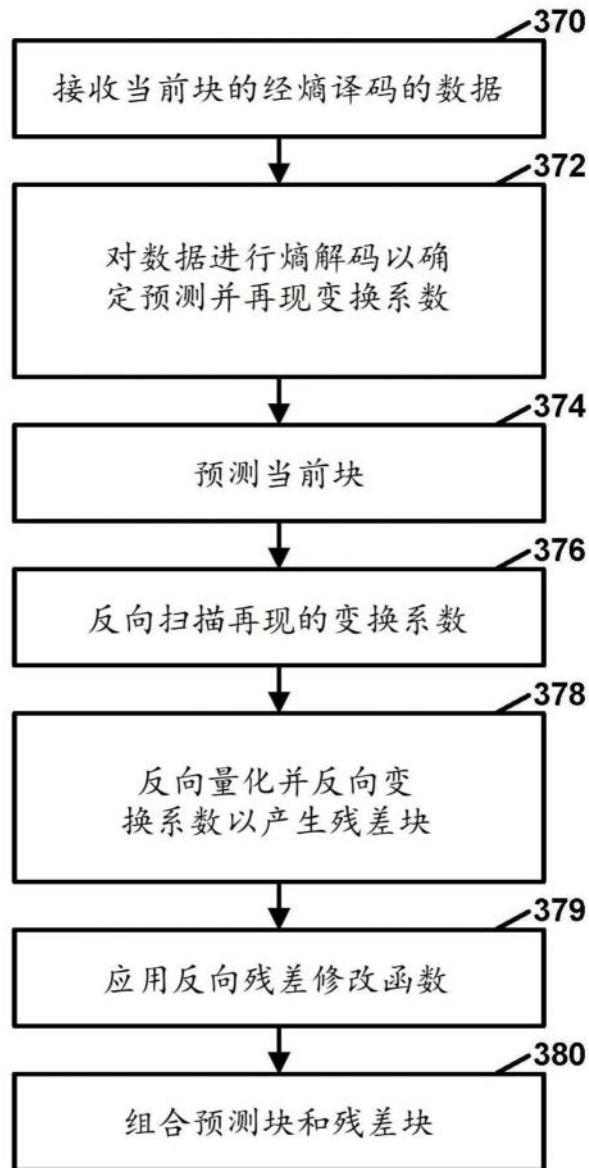 370
接收当前块的经熵译码的数据
372
对数据进行熵解码以确
定预测并再现变换系数
374
预测当前块
376
反向扫描再现的变换系数
378
反向量化并反向变
换系数以产生残差块
379
应用反向残差修改函数
380
组合预测块和残差块